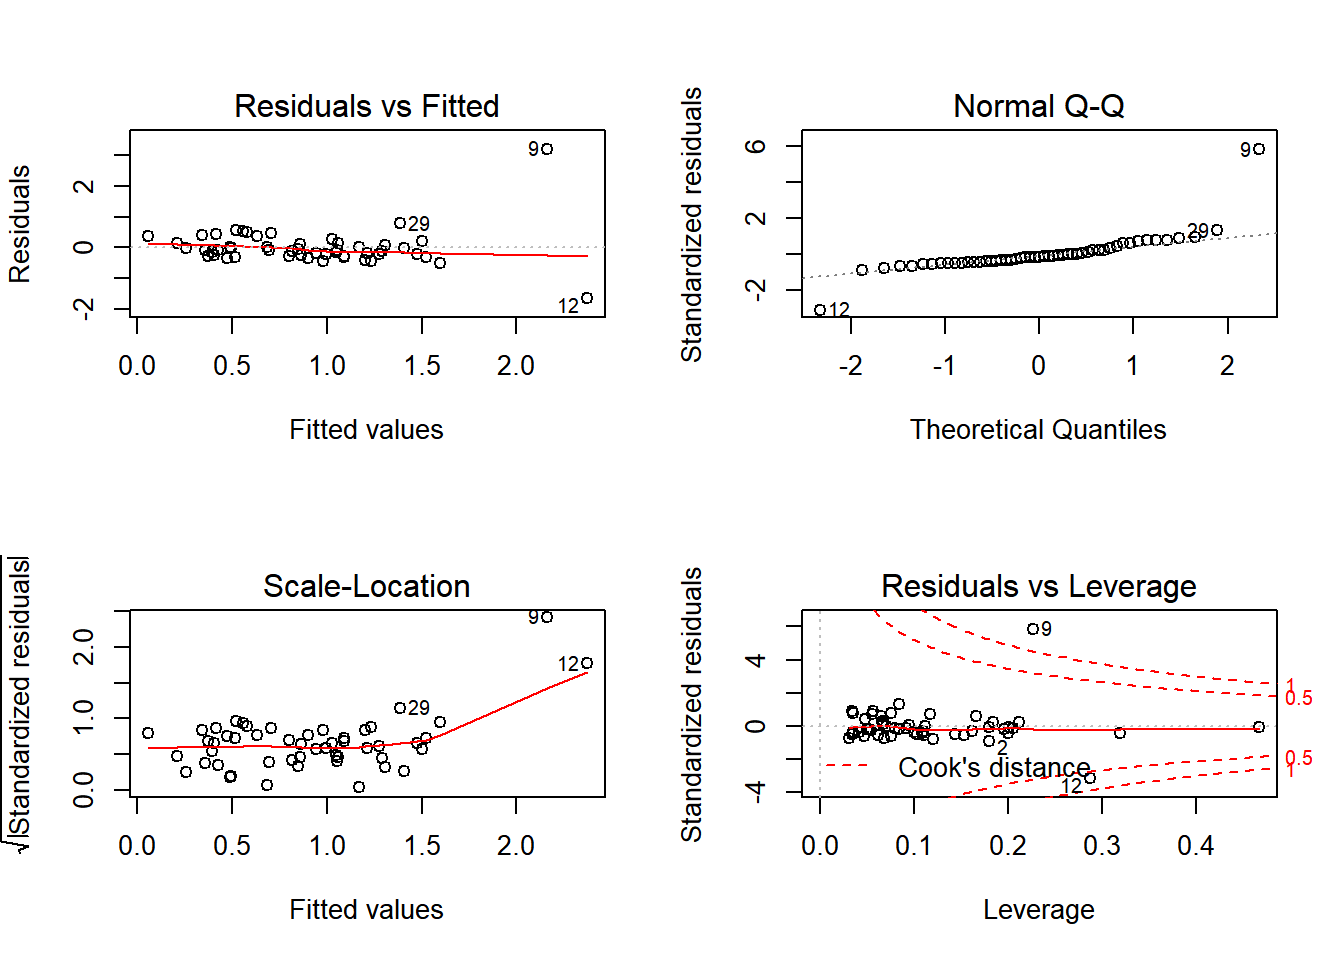 Residuals vs Fitted
Residuals
2
0
-2
9
29
12
0.0 0.5 1.0 1.5 2.0
Fitted values
Normal Q-Q
Standardized residuals
6
2
-2
9
29
12
-2 -1 0 1 2
Theoretical Quantiles
Scale-Location
√|Standardized residuals|
2.0
1.0
0.0
9
12
29
0.0 0.5 1.0 1.5 2.0
Fitted values
Residuals vs Leverage
Standardized residuals
4
0
-4
9
1
0.5
2
0.5
Cook's distance
1
12
0.0 0.1 0.2 0.3 0.4
Leverage